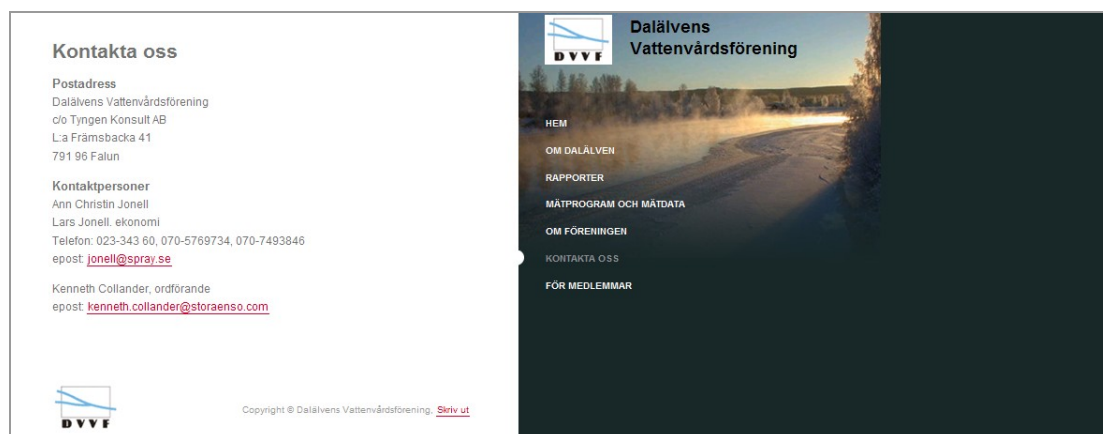 Kontakta oss
Postadress
Dalälvens Vattenvårdsförening
c/o Tyngen Konsult AB
L:a Främsbacka 41
791 96 Falun
Kontaktpersoner
Ann Christin Jonell
Lars Jonell. ekonomi
Telefon: 023-343 60, 070-5769734, 070-7493846
epost: jonell@spray.se
Kenneth Collander, ordförande
epost: kenneth.collander@storaenso.com
DVVF
Copyright © Dalälvens Vattenvårdsförening, Skriv ut
DVVF
Dalälvens
Vattenvårdsförening
HEM
OM DALÄLVEN
RAPPORTER
MÄTPROGRAM OCH MÄTDATA
OM FÖRENINGEN
KONTAKTA OSS
FÖR MEDLEMMAR